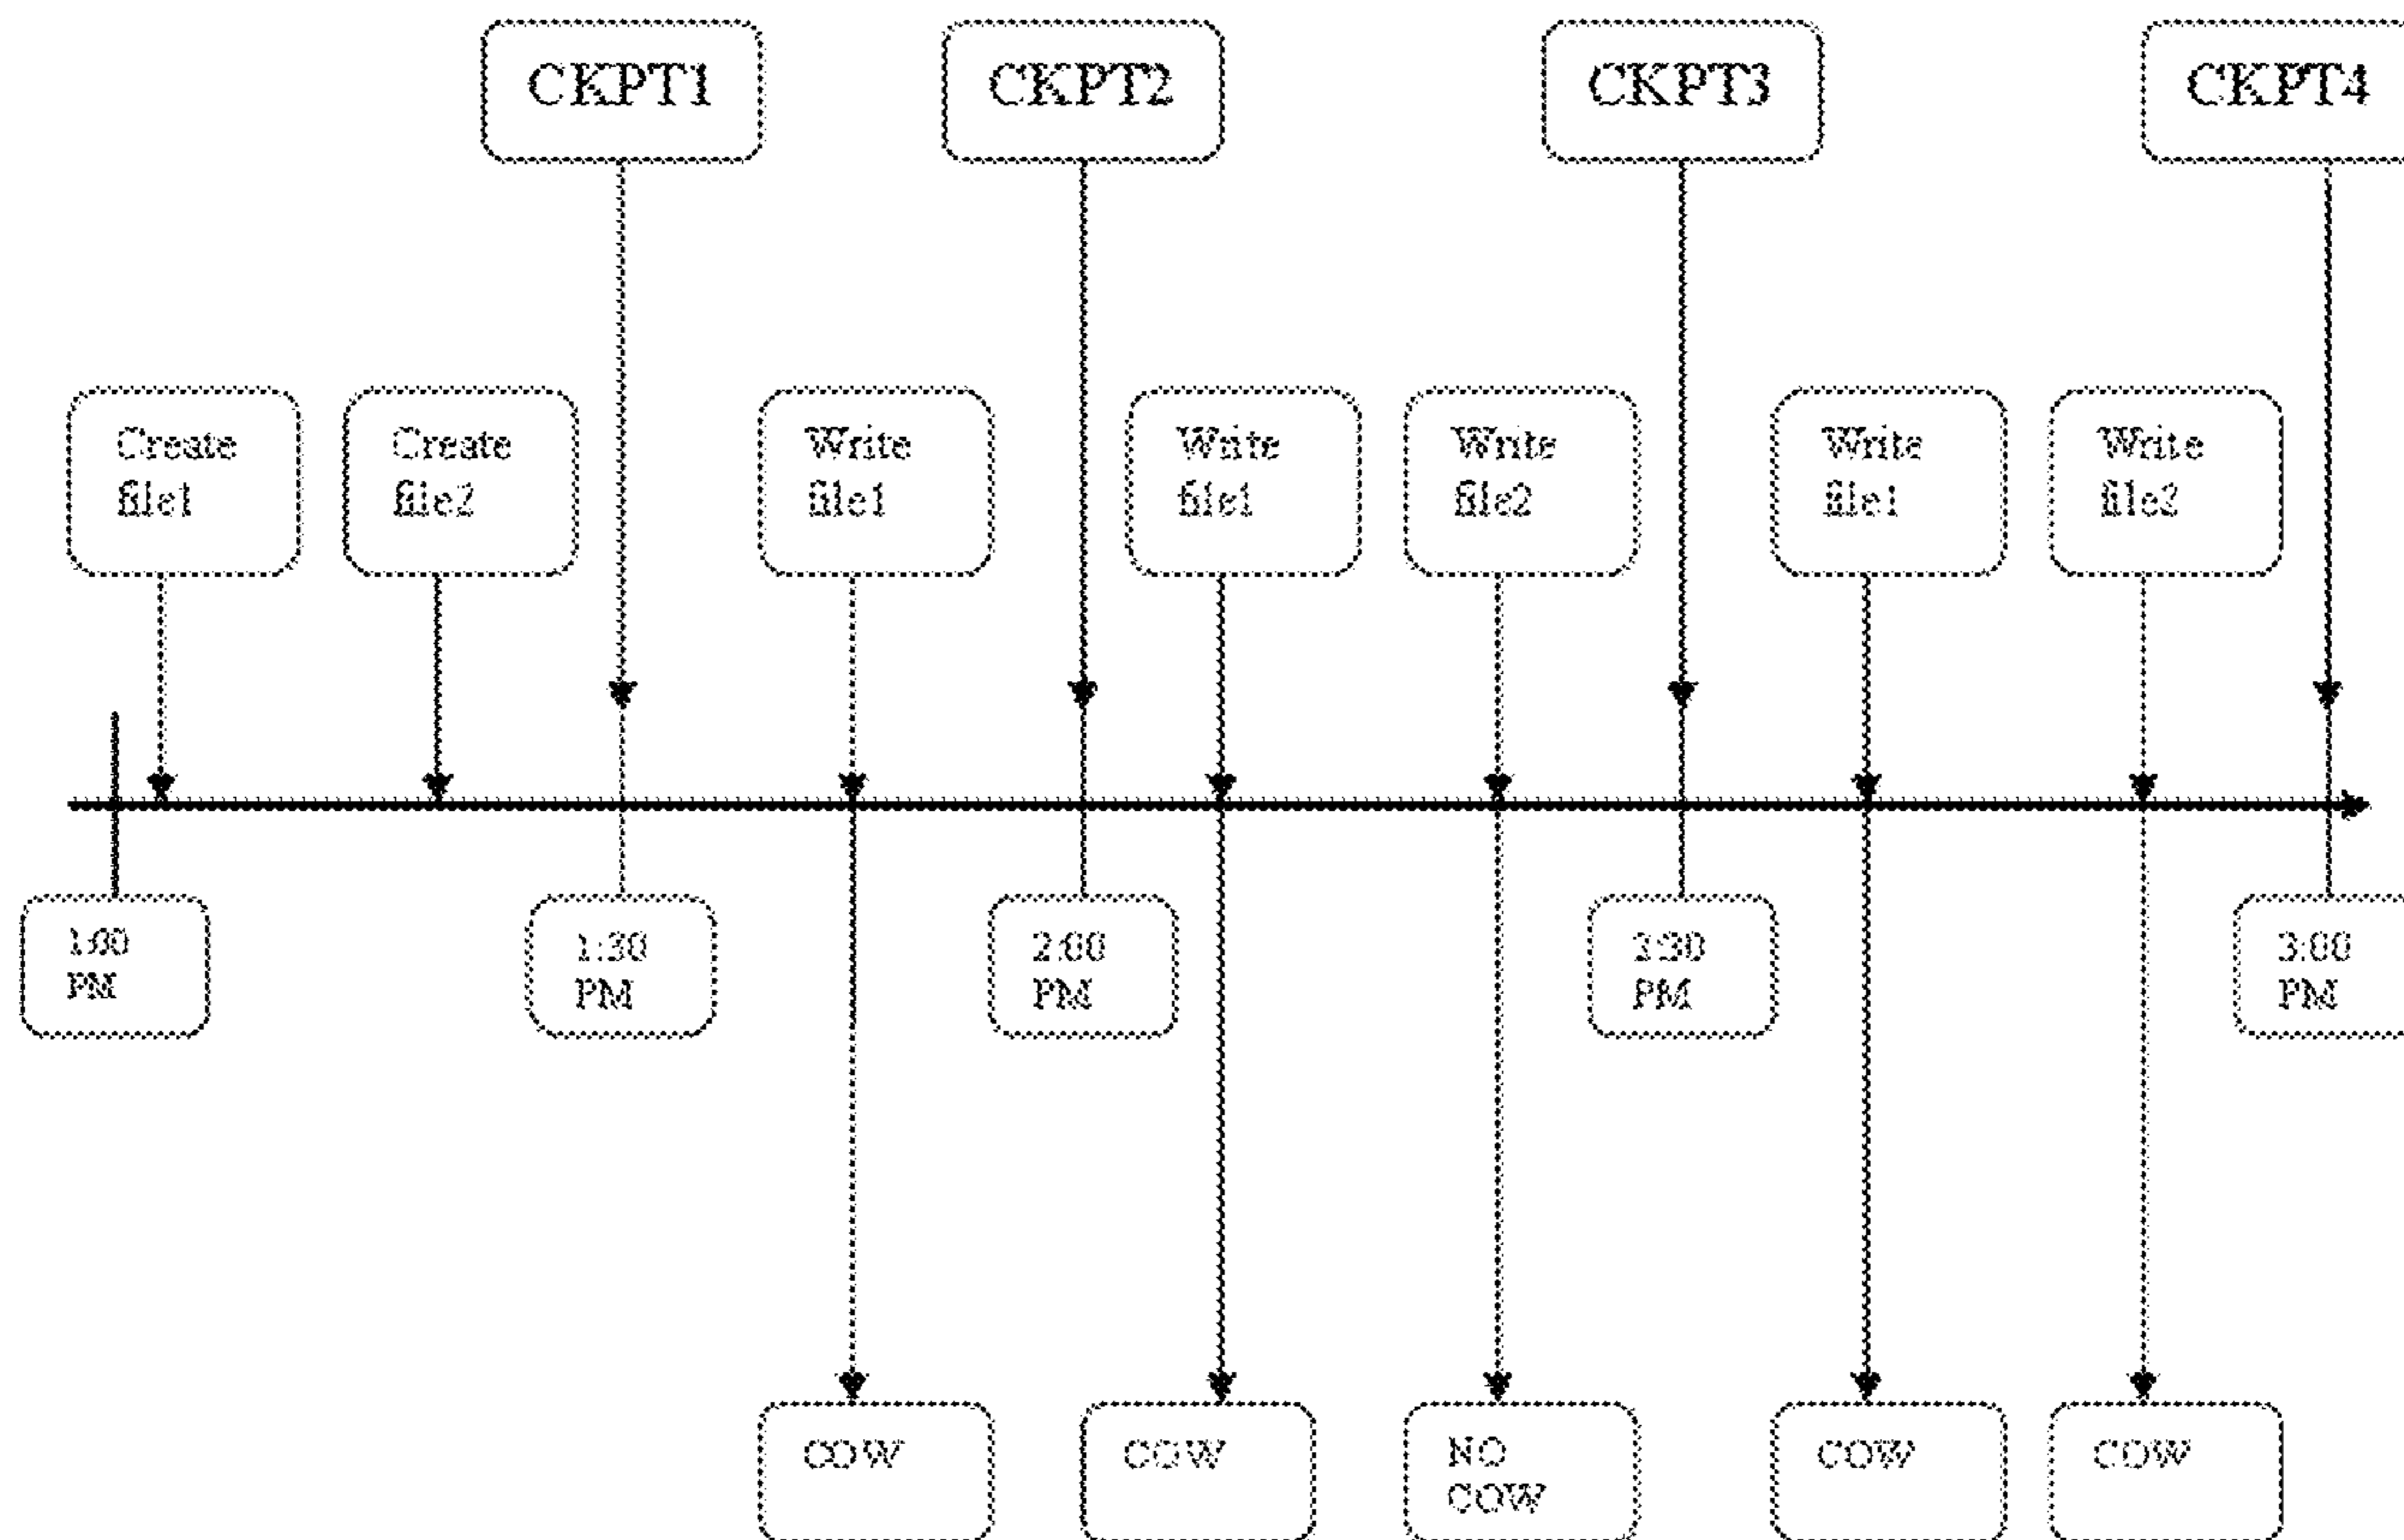 CKPT1
CKPT2
CKPT3
CKPT4
Create
file1
Create
file2
Write
file1
Write
file1
Write
file2
Write
file1
Write
file2
1:00
PM
1:30
PM
2:00
PM
2:30
PM
3:00
PM
COW
COW
NO
COW
COW
COW